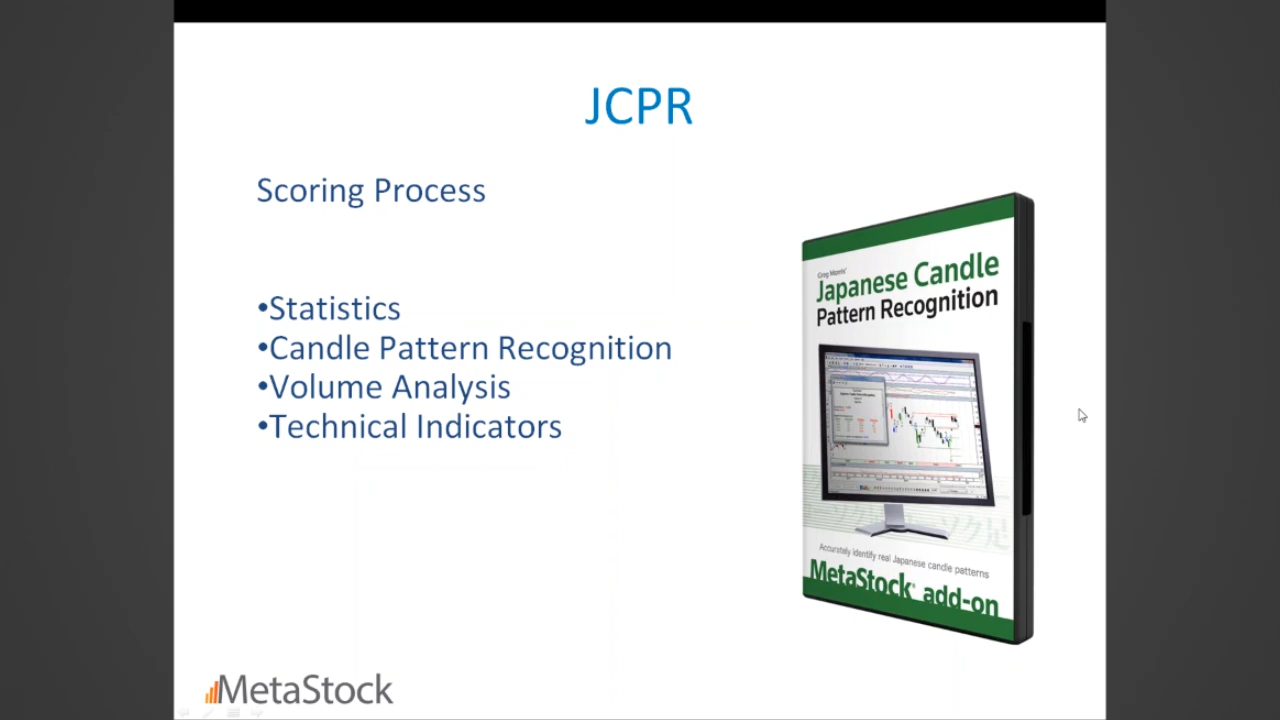 JCPR
Scoring Process
•Statistics
•Candle Pattern Recognition
•Volume Analysis
•Technical Indicators
Greg Morris'
Japanese Candle
Pattern Recognition
Accurately identify real Japanese candle patterns
MetaStock® add-on
MetaStock